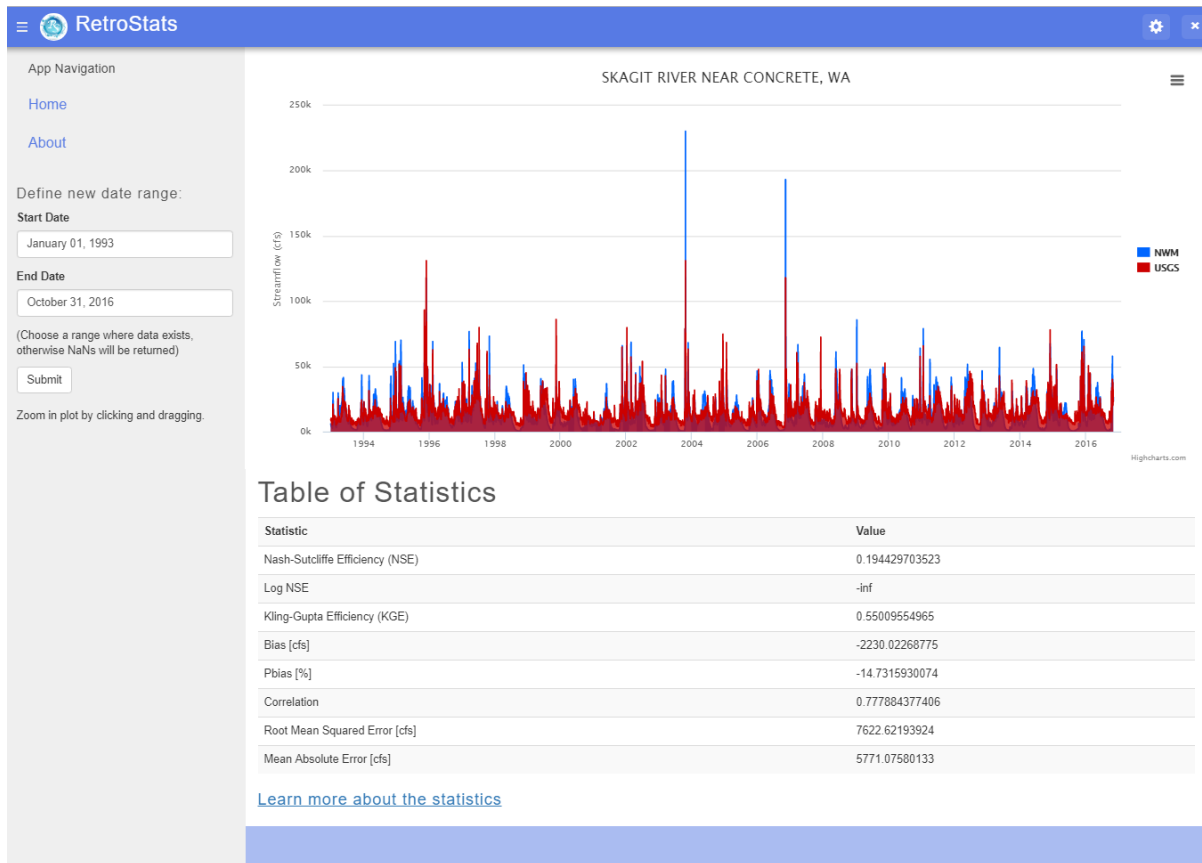 RetroStats
App Navigation
Home
About
Define new date range:
Start Date
January 01, 1993
End Date
October 31, 2016
(Choose a range where data exists,
otherwise NaNs will be returned)
Submit
Zoom in plot by clicking and dragging.
SKAGIT RIVER NEAR CONCRETE, WA
Streamflow (cfs)
250k
200k
150k
100k
50k
0k
1994 1996 1998 2000 2002 2004 2006 2008 2010 2012 2014 2016
NWM
USGS
Highcharts.com
Table of Statistics
Statistic Value
Nash-Sutcliffe Efficiency (NSE) 0.194429703523
Log NSE -inf
Kling-Gupta Efficiency (KGE) 0.55009554965
Bias [cfs] -2230.02268775
Pbias [%] -14.7315930074
Correlation 0.777884377406
Root Mean Squared Error [cfs] 7622.62193924
Mean Absolute Error [cfs] 5771.07580133
Learn more about the statistics